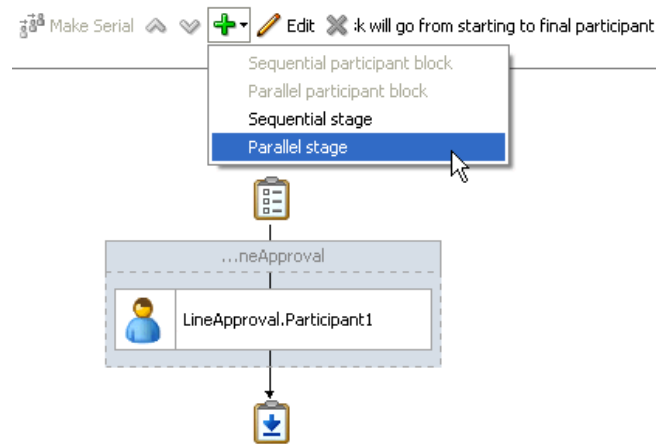 Make Serial Edit :k will go from starting to final participant
Sequential participant block
Parallel participant block
Sequential stage
Parallel stage
...neApproval
LineApproval.Participant1